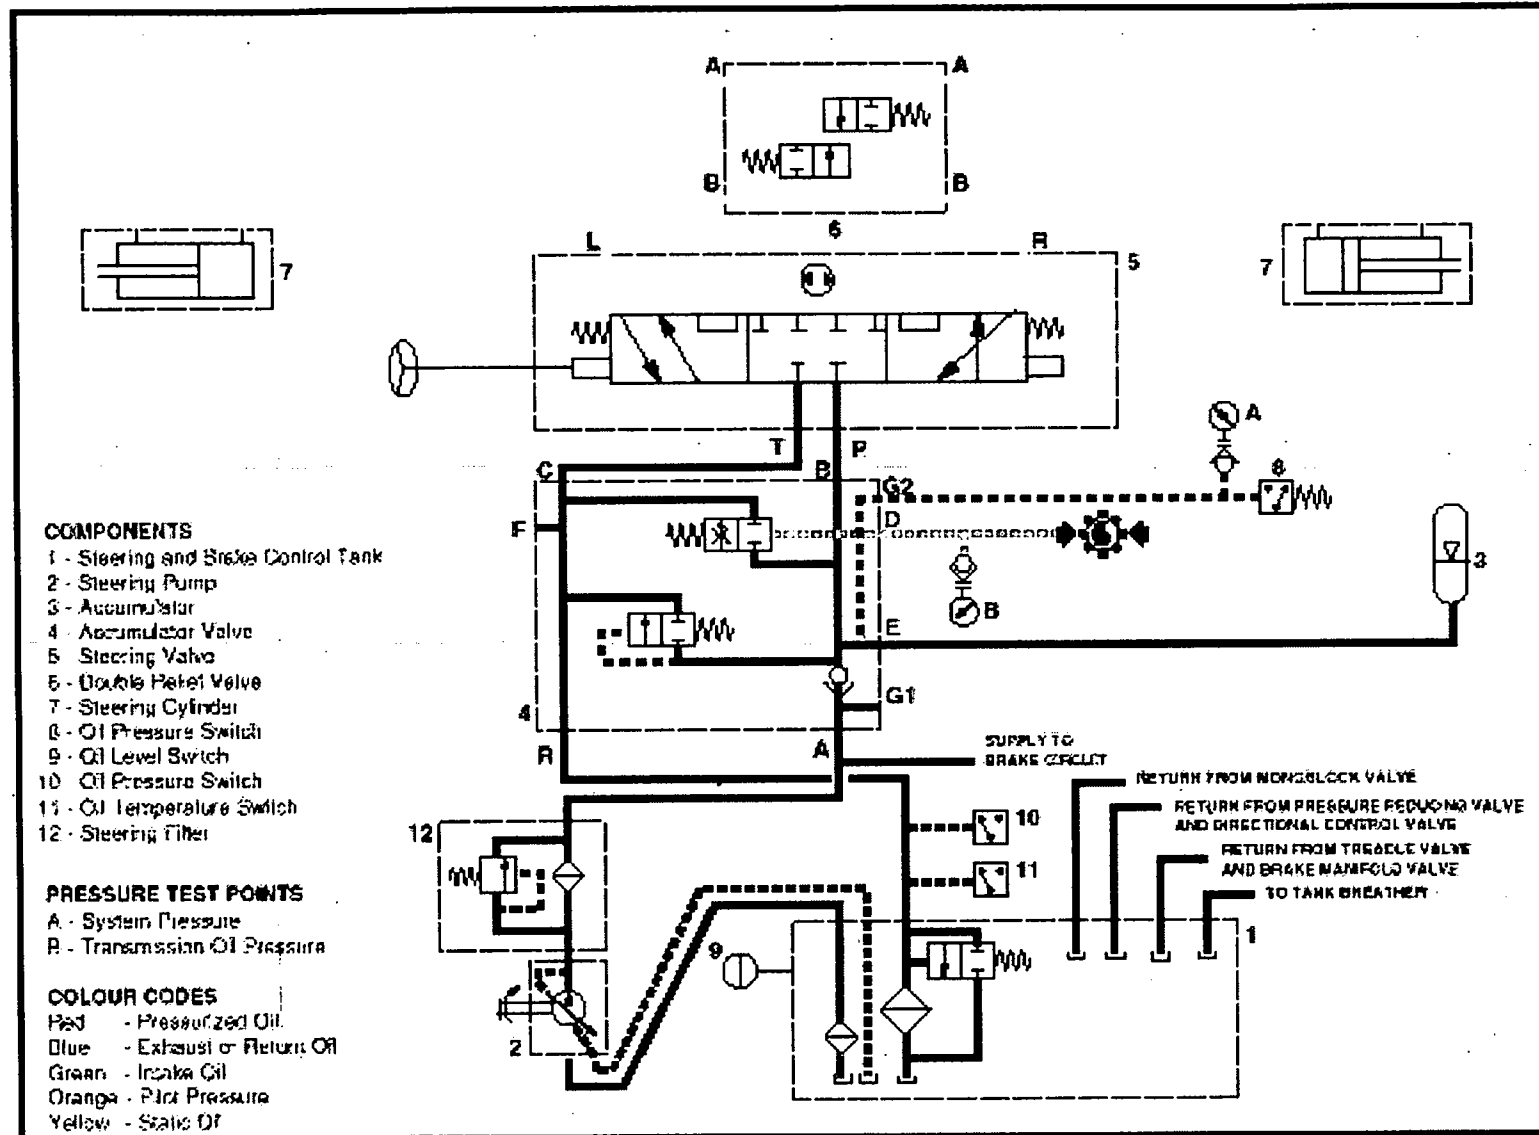 A A
B B
6
L R
5
7
7
T P
C B
G2
A
8
F
D
3
B
E
4
G1
R A
SUPPLY TO
BRAKE CIRCUIT
RETURN FROM MONOBLOCK VALVE
RETURN FROM PRESSURE REDUCING VALVE
AND DIRECTIONAL CONTROL VALVE
RETURN FROM TREADLE VALVE
AND BRAKE MANIFOLD VALVE
TO TANK BREATHER
12
10
11
9
1
2
COMPONENTS
1 - Steering and Brake Control Tank
2 - Steering Pump
3 - Accumulator
4 - Accumulator Valve
5 - Steering Valve
6 - Double Relief Valve
7 - Steering Cylinder
8 - Oil Pressure Switch
9 - Oil Level Switch
10 - Oil Pressure Switch
11 - Oil Temperature Switch
12 - Steering Filter
PRESSURE TEST POINTS
A - System Pressure
B - Transmission Oil Pressure
COLOUR CODES
Red - Pressurized Oil
Blue - Exhaust or Return Oil
Green - Intake Oil
Orange - Pilot Pressure
Yellow - Static Oil